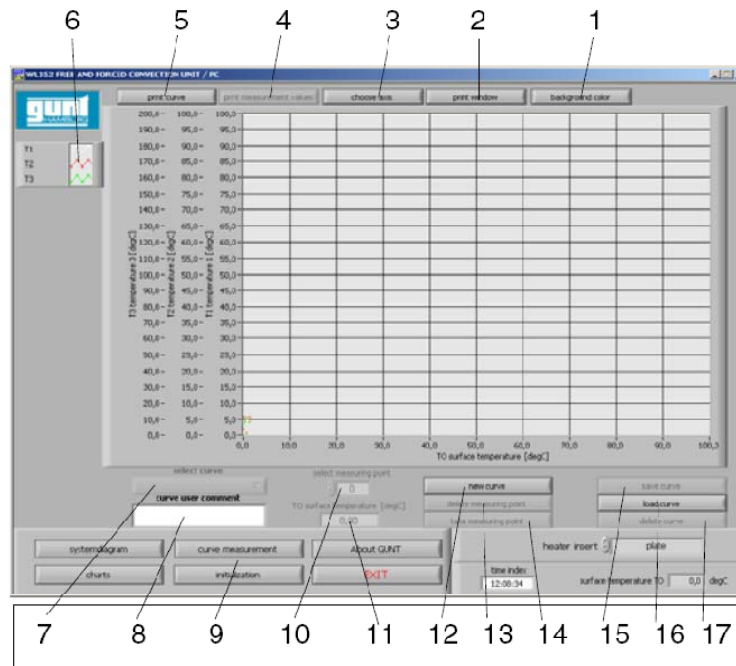 6 5 4 3 2 1
WL352 FREE AND FORCED CONVECTION UNIT / PC
print curve print measurement values choose axis print window background color
gunt
T1
T2
T3
200,0 100,0 100,0
190,0 95,0 95,0
180,0 90,0 90,0
170,0 85,0 85,0
160,0 80,0 80,0
150,0 75,0 75,0
140,0 70,0 70,0
130,0 65,0 65,0
120,0 60,0 60,0
110,0 55,0 55,0
100,0 50,0 50,0
90,0 45,0 45,0
80,0 40,0 40,0
70,0 35,0 35,0
60,0 30,0 30,0
50,0 25,0 25,0
40,0 20,0 20,0
30,0 15,0 15,0
20,0 10,0 10,0
10,0 5,0 5,0
0,0 0,0 0,0
T3 temperature 3 [degC]
T2 temperature 2 [degC]
T1 temperature 1 [degC]
0,0 10,0 20,0 30,0 40,0 50,0 60,0 70,0 80,0 90,0 100,0
TO surface temperature [degC]
select curve
curve user comment
select measuring point
0
TO surface temperature [degC]
0,00
new curve
delete measuring point
take measuring point
save curve
load curve
delete curve
systemdiagram curve measurement About GUNT
charts initialization EXIT
heater insert plate
time index
12:08:34
surface temperature TO 0,0 degC
7 8 9 10 11 12 13 14 15 16 17